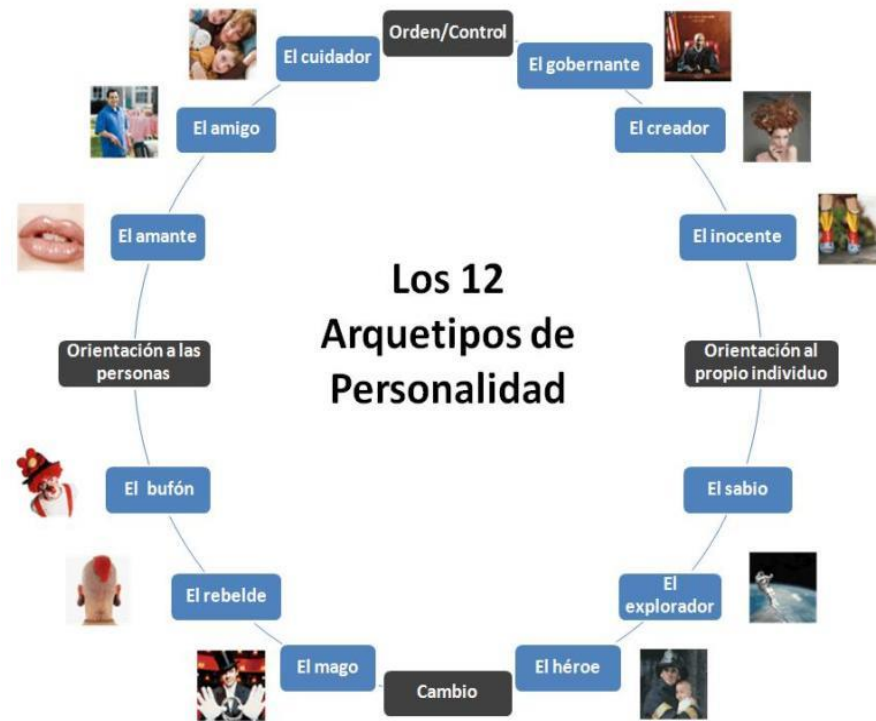 Orden/Control
El cuidador
El gobernante
El amigo
El creador
El amante
El inocente
Los 12
Arquetipos de
Personalidad
Orientación a las
personas
Orientación al
propio individuo
El bufón
El sabio
El rebelde
El
explorador
El mago
El héroe
Cambio